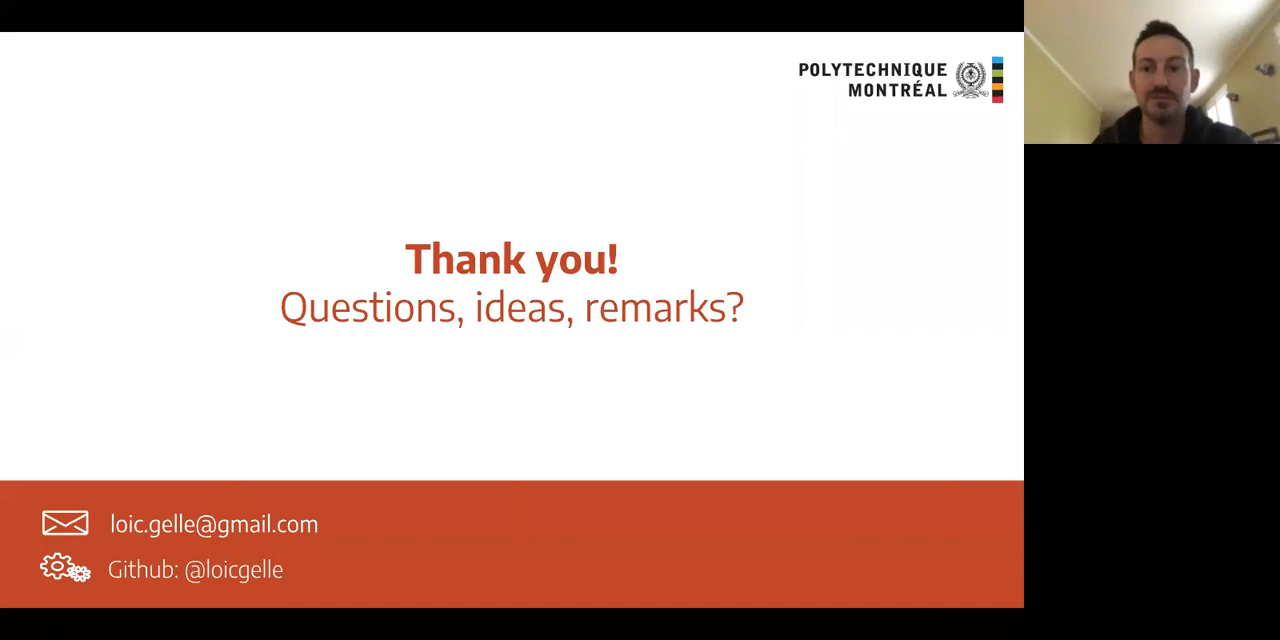 POLYTECHNIQUE
MONTRÉAL
Thank you!
Questions, ideas, remarks?
loic.gelle@gmail.com
Github: @loicgelle